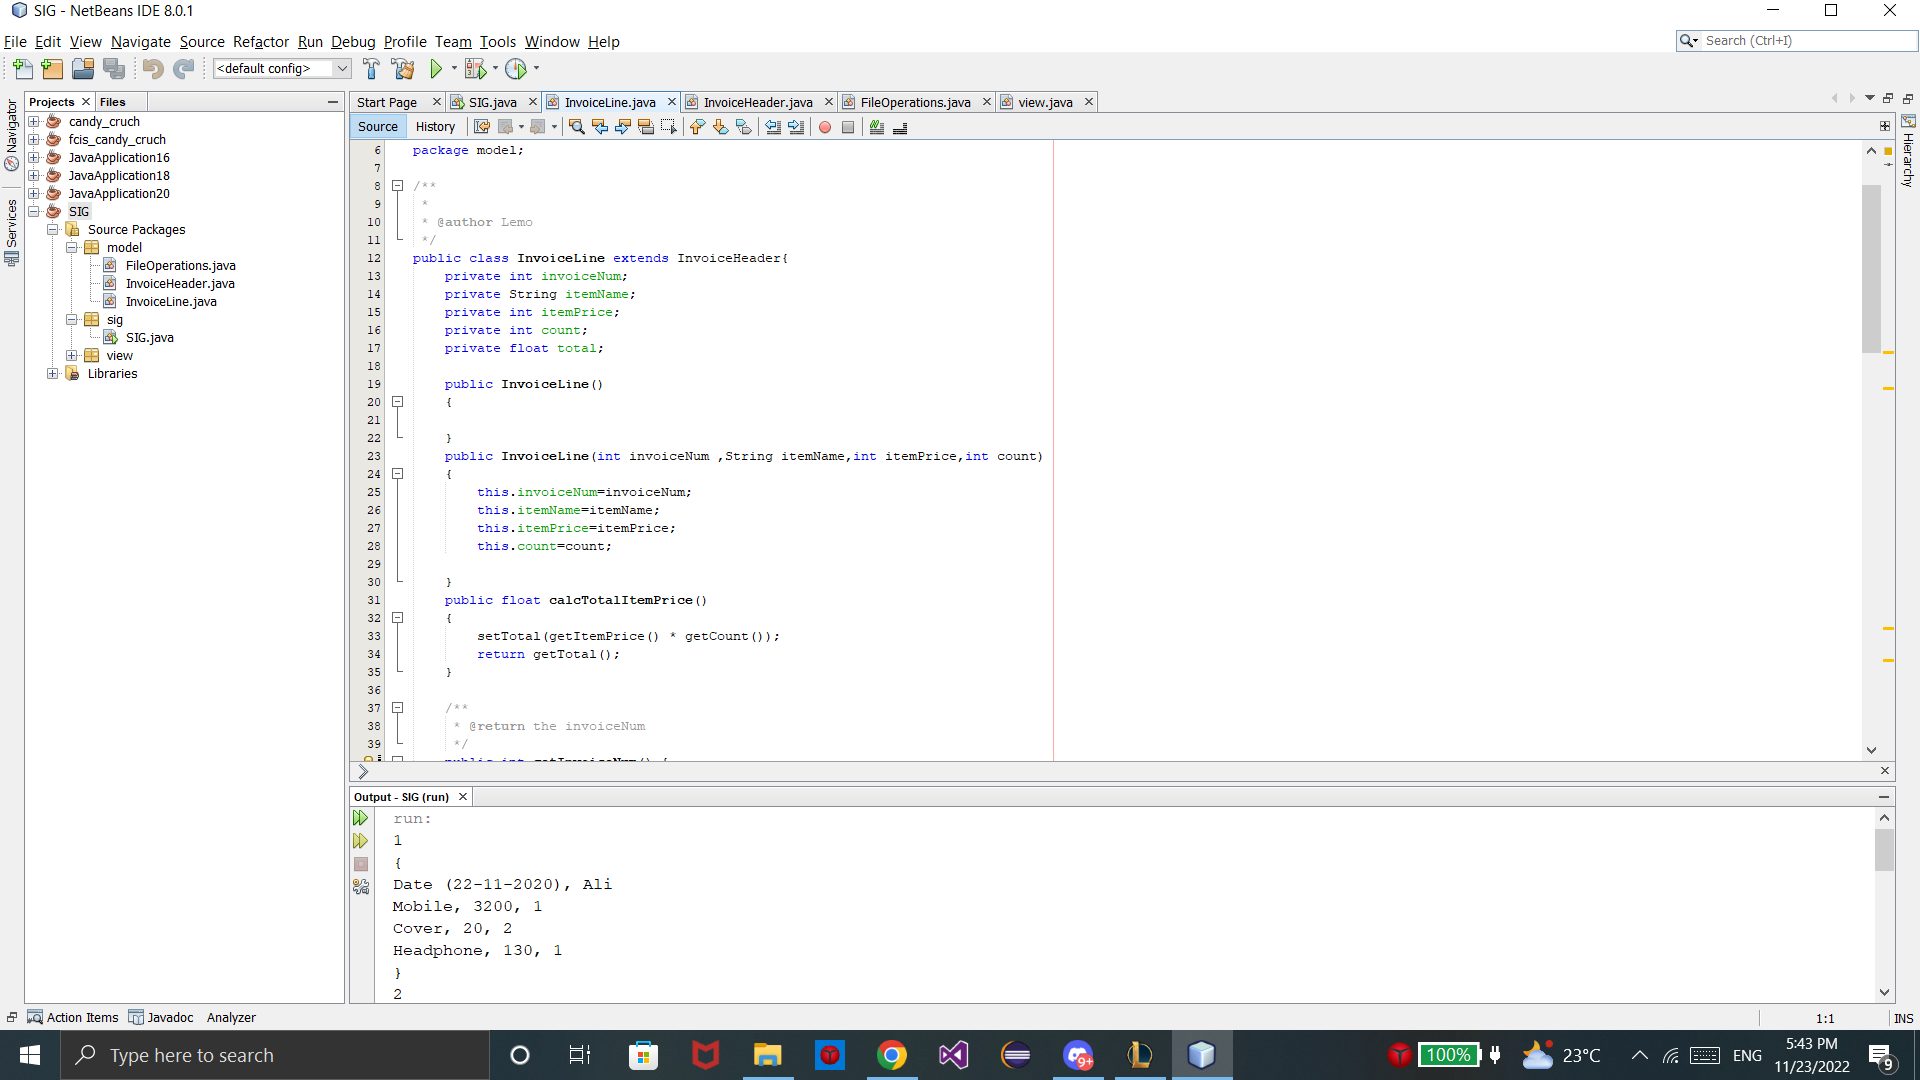 SIG - NetBeans IDE 8.0.1
File Edit View Navigate Source Refactor Run Debug Profile Team Tools Window Help
Search (Ctrl+I)
<default config>
Projects Files
Start Page SIG.java InvoiceLine.java InvoiceHeader.java FileOperations.java view.java
Navigator
Services
Hierarchy
candy_cruch
fcis_candy_cruch
JavaApplication16
JavaApplication18
JavaApplication20
SIG
Source Packages
model
FileOperations.java
InvoiceHeader.java
InvoiceLine.java
sig
SIG.java
view
Libraries
Source History
6 package model;
7
8 /**
9 *
10 * @author Lemo
11 */
12 public class InvoiceLine extends InvoiceHeader{
13 private int invoiceNum;
14 private String itemName;
15 private int itemPrice;
16 private int count;
17 private float total;
18
19 public InvoiceLine()
20 {
21
22 }
23 public InvoiceLine(int invoiceNum ,String itemName,int itemPrice,int count)
24 {
25 this.invoiceNum=invoiceNum;
26 this.itemName=itemName;
27 this.itemPrice=itemPrice;
28 this.count=count;
29
30 }
31 public float calcTotalItemPrice()
32 {
33 setTotal(getItemPrice() * getCount());
34 return getTotal();
35 }
36
37 /**
38 * @return the invoiceNum
39 */
public int getInvoiceNum() {
Output - SIG (run)
run:
1
{
Date (22-11-2020), Ali
Mobile, 3200, 1
Cover, 20, 2
Headphone, 130, 1
}
2
Action Items Javadoc Analyzer
1:1 INS
Type here to search
9+
100%
23°C
ENG
5:43 PM
11/23/2022
9